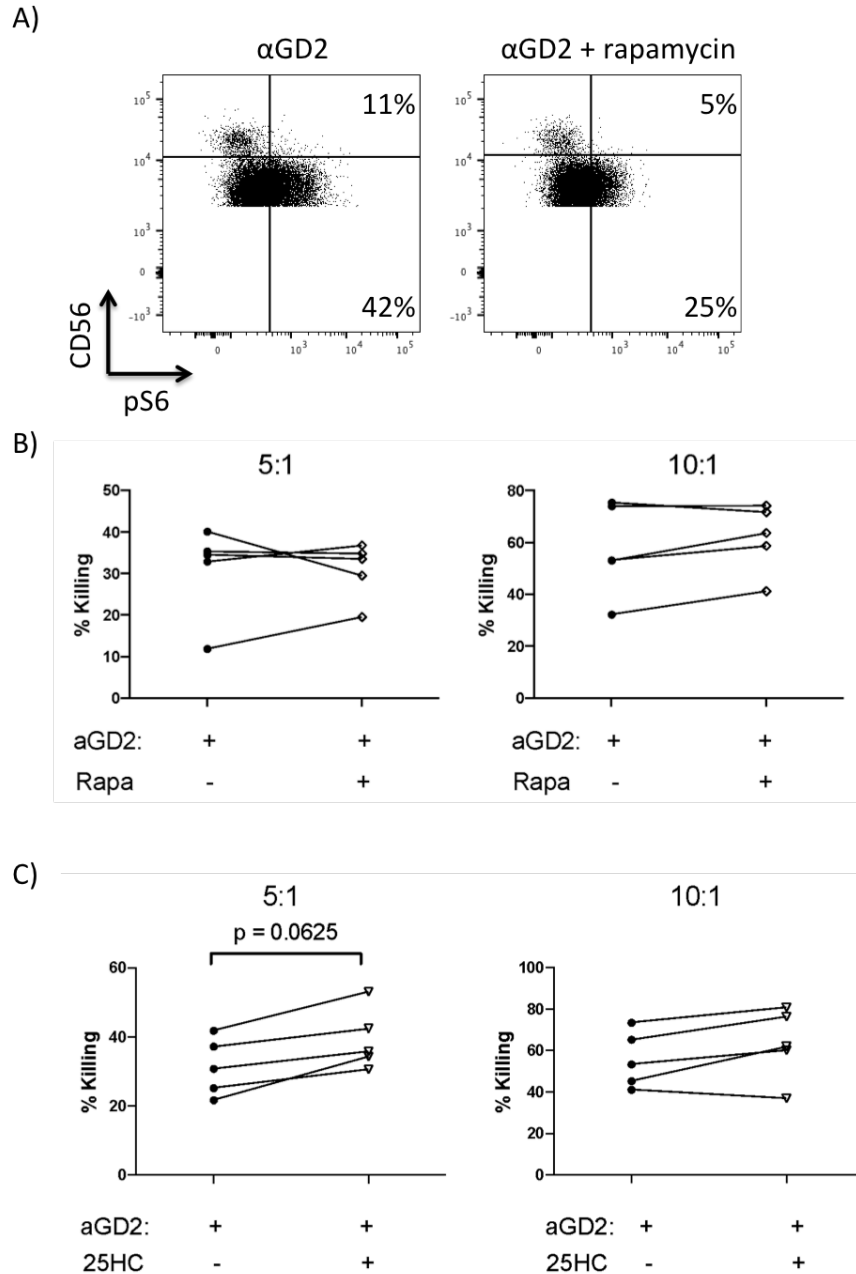 A)
αGD2 αGD2 + rapamycin
10⁵ 11% 10⁵ 5%
10⁴ 10⁴
10³ 10³
0 0
-10³ 42% -10³ 25%
0 10³ 10⁴ 10⁵ 0 10³ 10⁴ 10⁵
CD56
pS6
B)
5:1 10:1
% Killing % Killing
50 80
40 60
30 40
20 20
10 0
0
aGD2: + + aGD2: + +
Rapa - + Rapa - +
C)
5:1 10:1
p = 0.0625
% Killing % Killing
60 100
40 80
20 60
0 40
20
0
aGD2: + + aGD2: + +
25HC - + 25HC - +